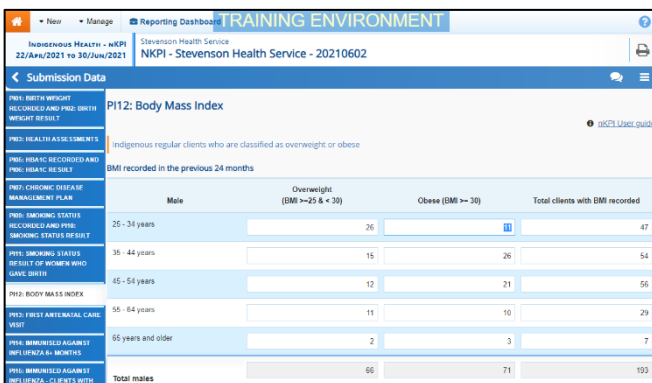 New Manage Reporting Dashboard TRAINING ENVIRONMENT
INDIGENOUS HEALTH - NKPI
22/APR/2021 TO 30/JUN/2021
Stevenson Health Service
NKPI - Stevenson Health Service - 20210602
Submission Data
PI01: BIRTH WEIGHT
RECORDED AND PI02: BIRTH
WEIGHT RESULT
PI03: HEALTH ASSESSMENTS
PI05: HBA1C RECORDED AND
PI06: HBA1C RESULT
PI07: CHRONIC DISEASE
MANAGEMENT PLAN
PI09: SMOKING STATUS
RECORDED AND PI10:
SMOKING STATUS RESULT
PI11: SMOKING STATUS
RESULT OF WOMEN WHO
GAVE BIRTH
PI12: BODY MASS INDEX
PI13: FIRST ANTENATAL CARE
VISIT
PI14: IMMUNISED AGAINST
INFLUENZA 6+ MONTHS
PI15: IMMUNISED AGAINST
INFLUENZA - CLIENTS WITH
PI12: Body Mass Index
nKPI User guide
Indigenous regular clients who are classified as overweight or obese
BMI recorded in the previous 24 months
Male Overweight (BMI >=25 & < 30) Obese (BMI >= 30) Total clients with BMI recorded
25 - 34 years 26 11 47
35 - 44 years 15 26 54
45 - 54 years 12 21 56
55 - 64 years 11 10 29
65 years and older 2 3 7
Total males 66 71 193